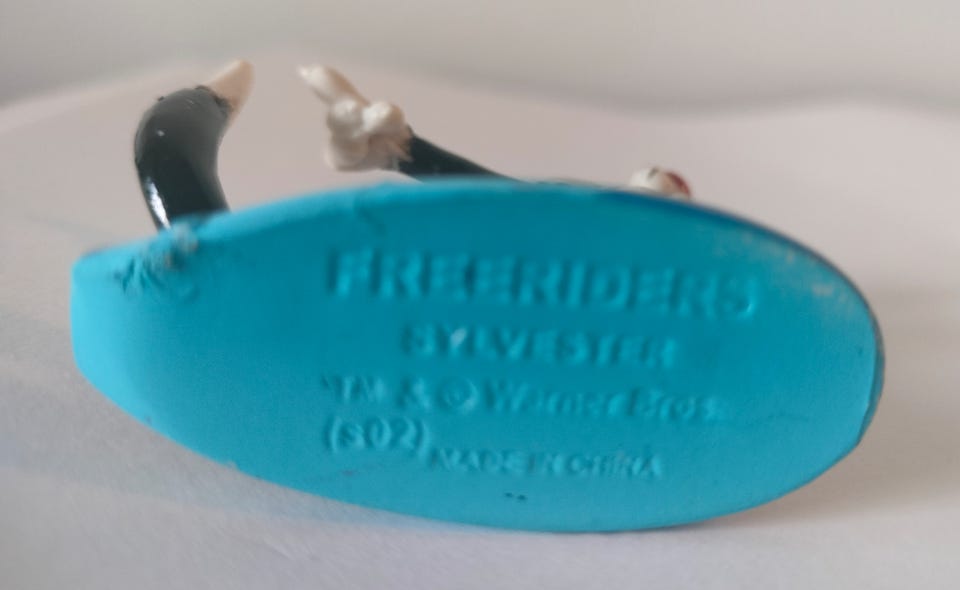 FREERIDERS
SYLVESTER
TM & © Warner Bros.
(s02) MADE IN CHINA